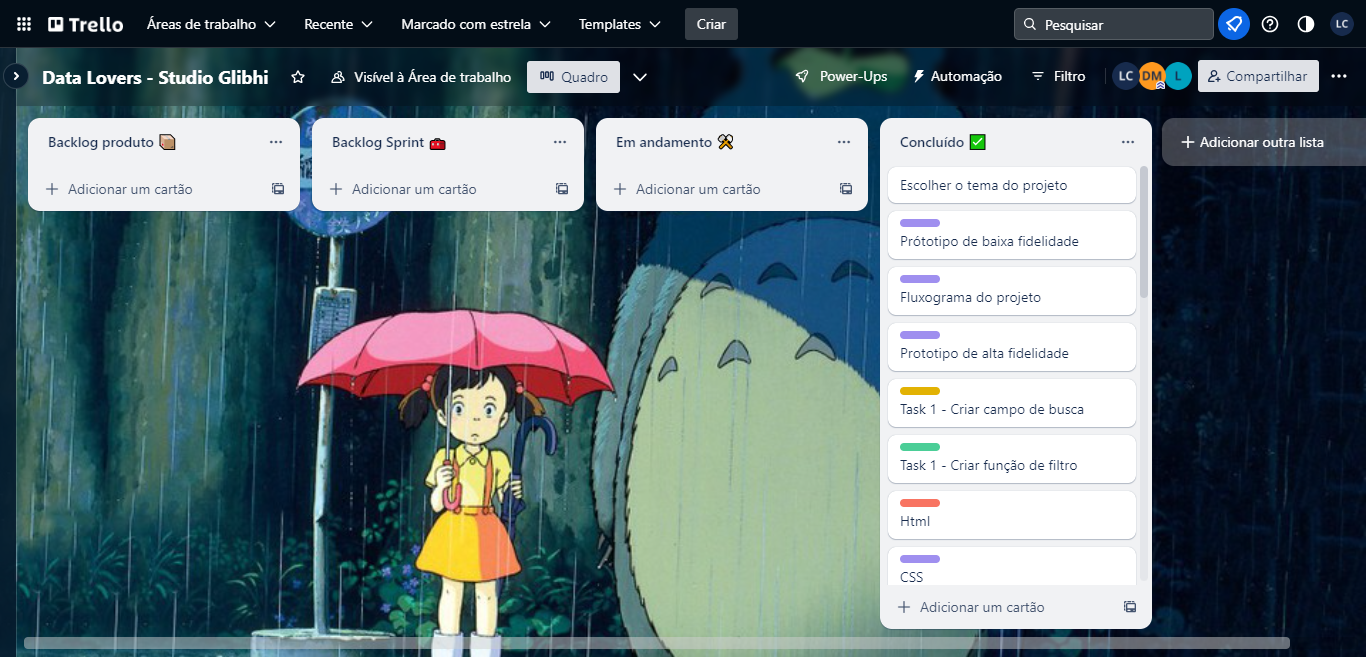 Trello Áreas de trabalho Recente Marcado com estrela Templates Criar Pesquisar LC
Data Lovers - Studio Glibhi Visível à Área de trabalho Quadro Power-Ups Automação Filtro LC DM L Compartilhar
Backlog produto
Adicionar um cartão
Backlog Sprint
Adicionar um cartão
Em andamento
Adicionar um cartão
Concluído
Escolher o tema do projeto
Prótotipo de baixa fidelidade
Fluxograma do projeto
Prototipo de alta fidelidade
Task 1 - Criar campo de busca
Task 1 - Criar função de filtro
Html
CSS
Adicionar um cartão
Adicionar outra lista